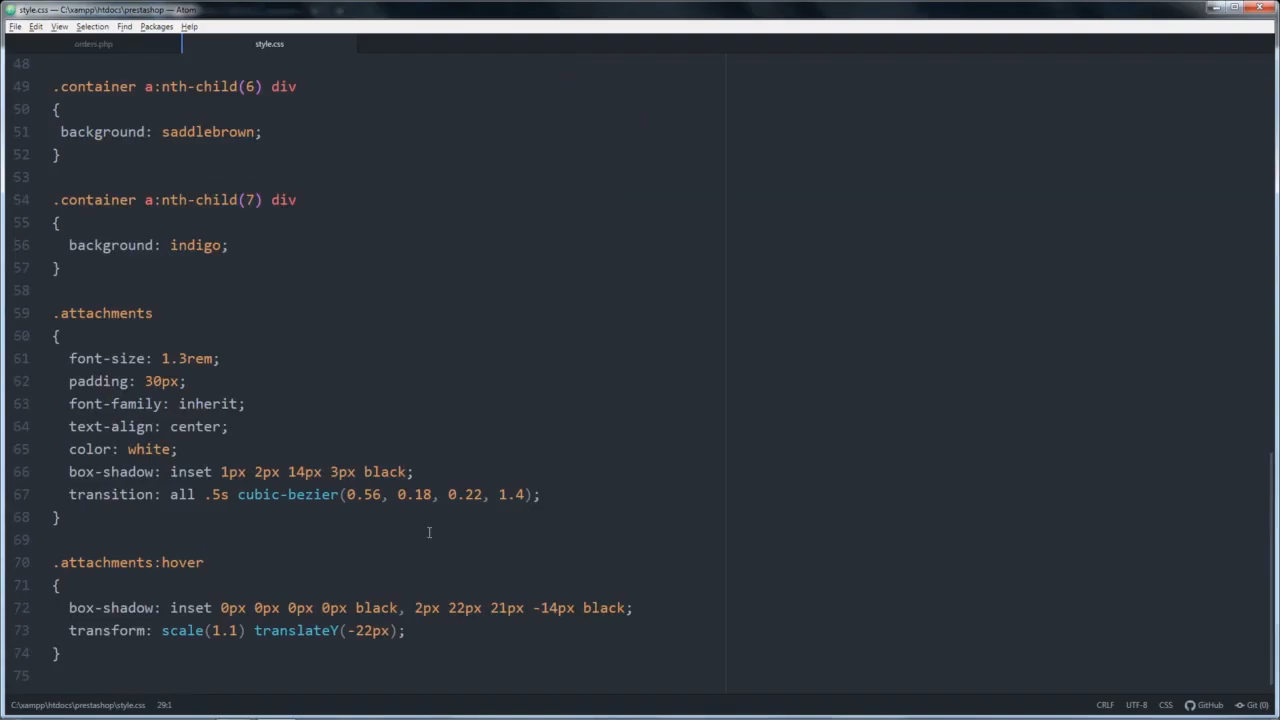 style.css — C:\xampp\htdocs\prestashop — Atom
File Edit View Selection Find Packages Help
orders.php style.css
48
49 .container a:nth-child(6) div
50 {
51 background: saddlebrown;
52 }
53
54 .container a:nth-child(7) div
55 {
56 background: indigo;
57 }
58
59 .attachments
60 {
61 font-size: 1.3rem;
62 padding: 30px;
63 font-family: inherit;
64 text-align: center;
65 color: white;
66 box-shadow: inset 1px 2px 14px 3px black;
67 transition: all .5s cubic-bezier(0.56, 0.18, 0.22, 1.4);
68 }
69
70 .attachments:hover
71 {
72 box-shadow: inset 0px 0px 0px 0px black, 2px 22px 21px -14px black;
73 transform: scale(1.1) translateY(-22px);
74 }
75
C:\xampp\htdocs\prestashop\style.css 29:1 CRLF UTF-8 CSS GitHub Git (0)